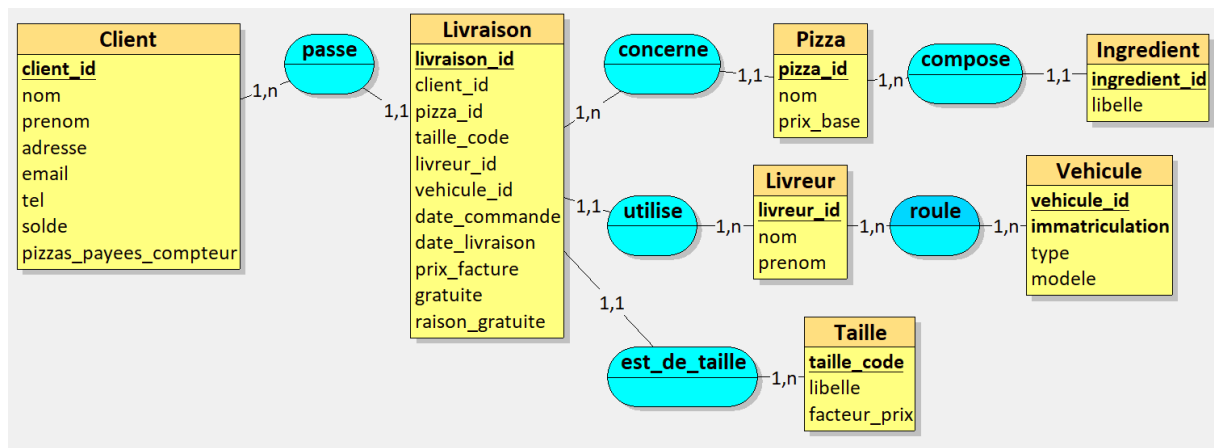 Client
client_id
nom
prenom
adresse
email
tel
solde
pizzas_payees_compteur
1,n
passe
1,1
Livraison
livraison_id
client_id
pizza_id
taille_code
livreur_id
vehicule_id
date_commande
date_livraison
prix_facture
gratuite
raison_gratuite
1,n
concerne
1,1
Pizza
pizza_id
nom
prix_base
1,n
compose
1,1
Ingredient
ingredient_id
libelle
1,1
utilise
1,n
Livreur
livreur_id
nom
prenom
1,n
roule
1,n
Vehicule
vehicule_id
immatriculation
type
modele
1,1
est_de_taille
1,n
Taille
taille_code
libelle
facteur_prix